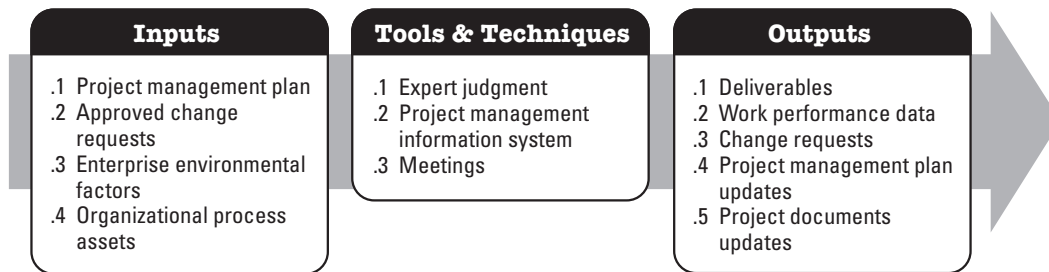 Inputs
.1 Project management plan
.2 Approved change
requests
.3 Enterprise environmental
factors
.4 Organizational process
assets
Tools & Techniques
.1 Expert judgment
.2 Project management
information system
.3 Meetings
Outputs
.1 Deliverables
.2 Work performance data
.3 Change requests
.4 Project management plan
updates
.5 Project documents
updates